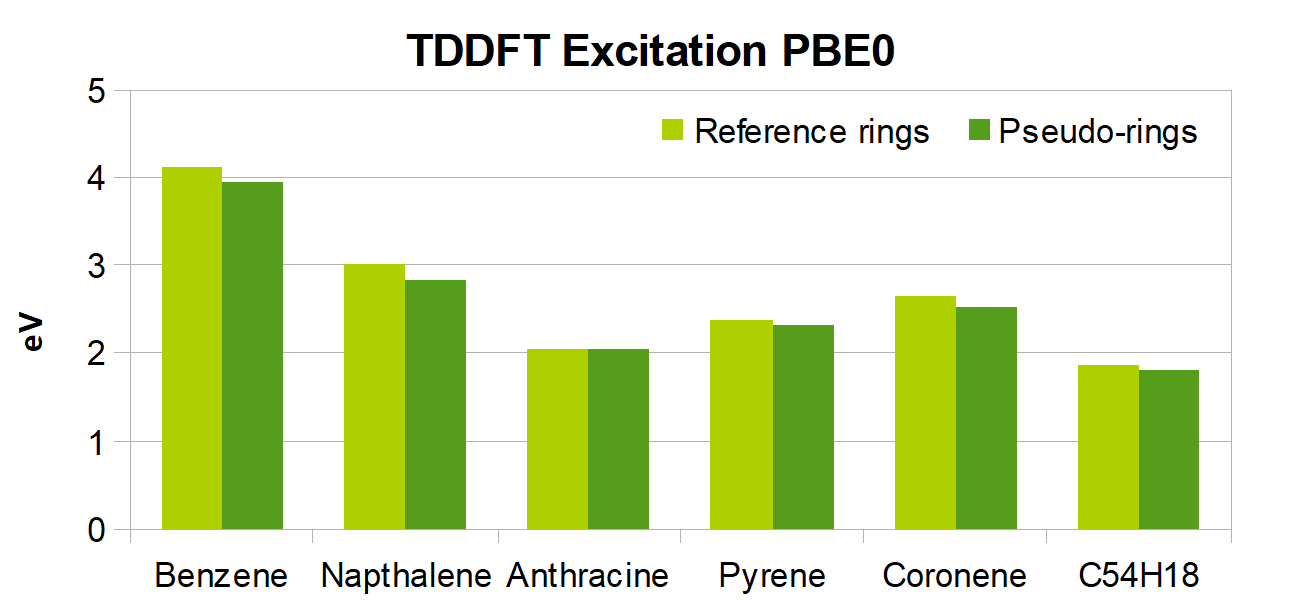 TDDFT Excitation PBE0
Reference rings Pseudo-rings
eV
5
4
3
2
1
0
Benzene Napthalene Anthracine Pyrene Coronene C54H18